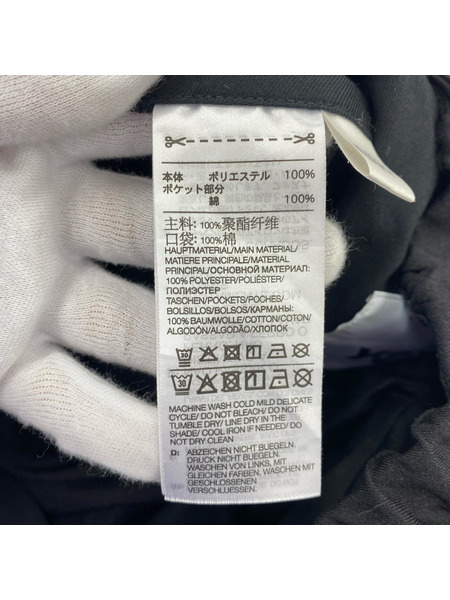 本体 ポリエステル 100%
ポケット部分
綿 100%
主料: 100%聚酯纤维
口袋: 100%棉
HAUPTMATERIAL/MAIN MATERIAL/
MATIERE PRINCIPALE/MATERIAL
PRINCIPAL/ОСНОВНОЙ МАТЕРИАЛ:
100% POLYESTER/POLIÉSTER/
ПОЛИЭСТЕР
TASCHEN/POCKETS/POCHES/
BOLSILLOS/BOLSOS/КАРМАНЫ:
100% BAUMWOLLE/COTTON/COTON/
ALGODÓN/ALGODÃO/ХЛОПОК
MACHINE WASH COLD MILD DELICATE
CYCLE/ DO NOT BLEACH/ DO NOT
TUMBLE DRY/ LINE DRY IN THE
SHADE/ COOL IRON IF NEEDED/ DO
NOT DRY CLEAN
D: ABZEICHEN NICHT BUEGELN.
DRUCK NICHT BUEGELN.
WASCHEN VON LINKS, MIT
GLEICHEN FARBEN. WASCHEN MIT
GESCHLOSSENEN
VERSCHLUESSEN.